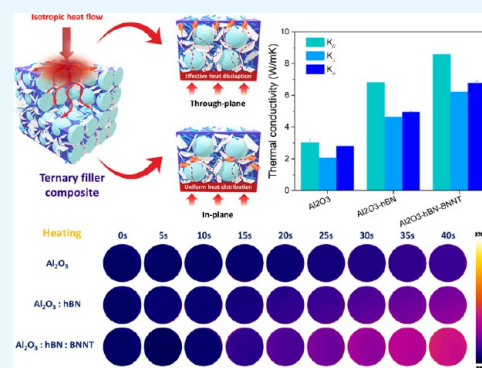 Isotropic heat flow
Effective heat dissiaption
Through-plane
Uniform heat distribution
In-plane
Ternary filler
composite
Thermal conductivity (W/mK)
10
8
6
4
2
0
Al2O3
Al2O3-hBN
Al2O3-hBN-BNNT
Heating
0s 5s 10s 15s 20s 25s 30s 35s 40s
Al₂O₃
Al₂O₃ : hBN
Al₂O₃ : hBN : BNNT